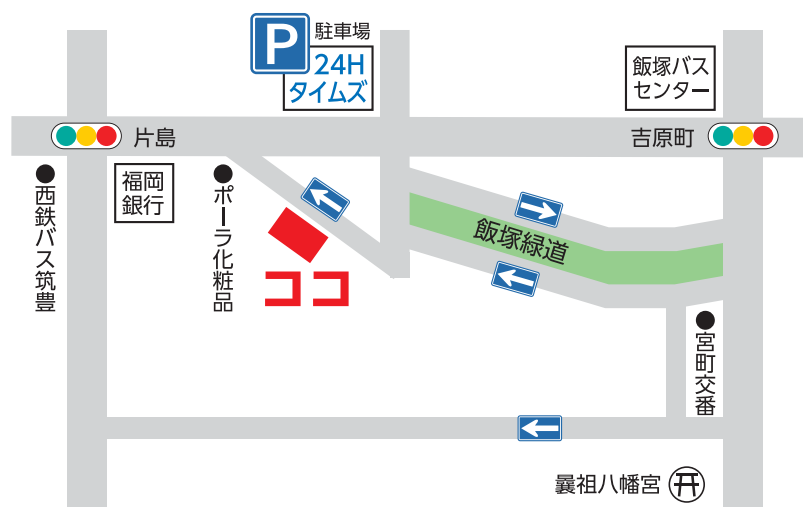 P
駐車場
24H
タイムズ
飯塚バス
センター
片島
吉原町
福岡
銀行
西鉄バス筑豊
ポーラ化粧品
飯塚緑道
ココ
宮町交番
曩祖八幡宮